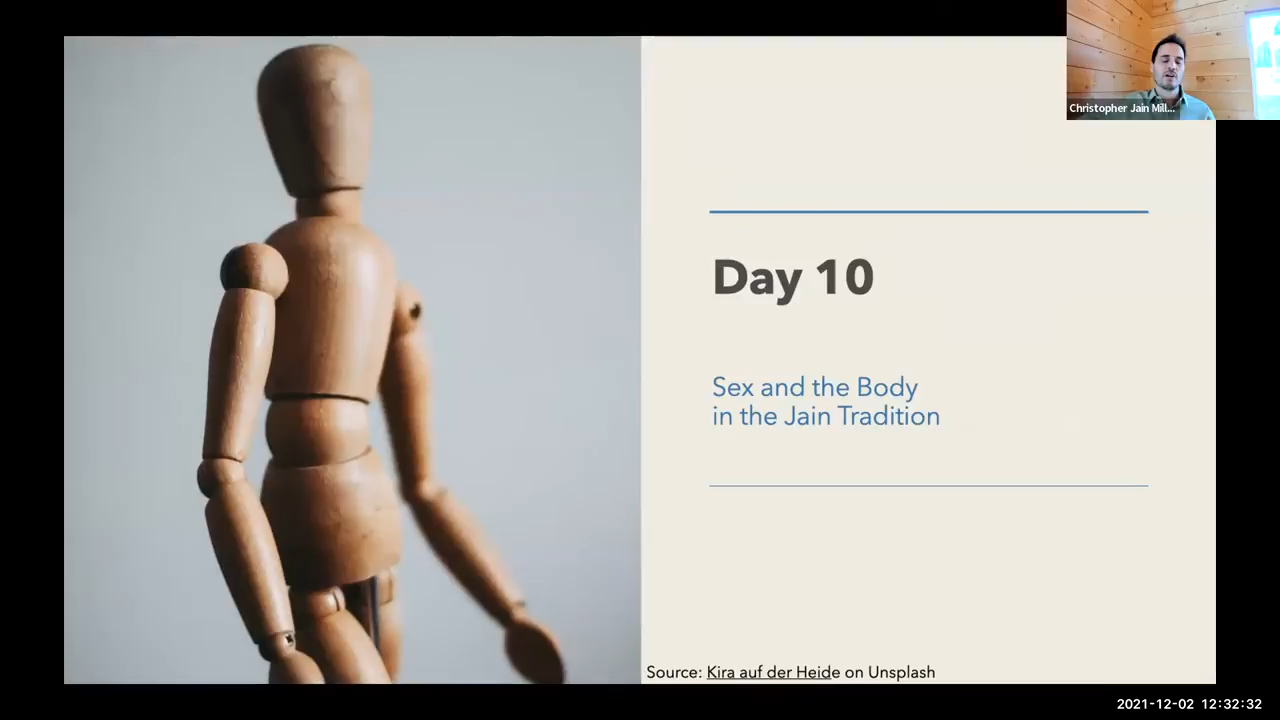 Christopher Jain Mill...
Day 10
Sex and the Body
in the Jain Tradition
Source: Kira auf der Heide on Unsplash
2021-12-02 12:32:32